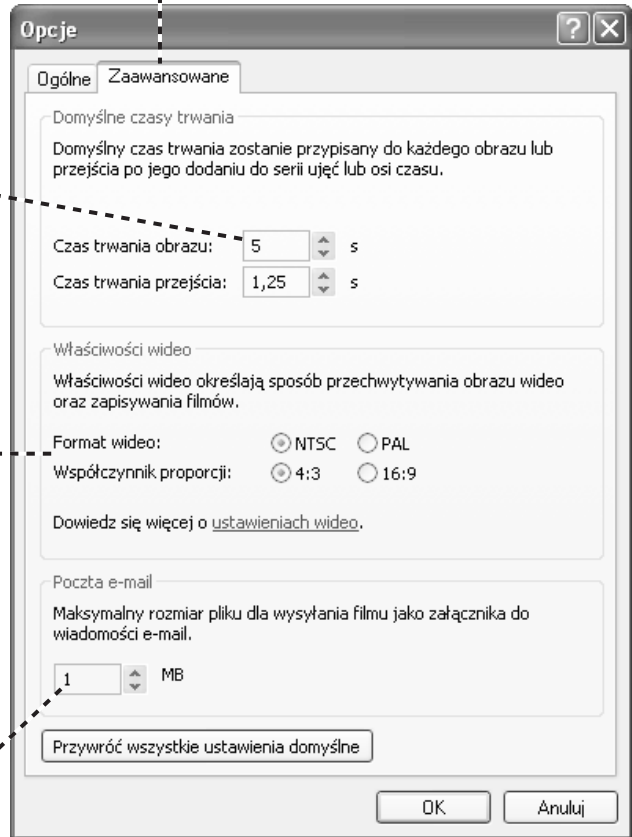 Opcje
Ogólne Zaawansowane
Domyślne czasy trwania
Domyślny czas trwania zostanie przypisany do każdego obrazu lub
przejścia po jego dodaniu do serii ujęć lub osi czasu.
Czas trwania obrazu: 5 s
Czas trwania przejścia: 1,25 s
Właściwości wideo
Właściwości wideo określają sposób przechwytywania obrazu wideo
oraz zapisywania filmów.
Format wideo: NTSC PAL
Współczynnik proporcji: 4:3 16:9
Dowiedz się więcej o ustawieniach wideo.
Poczta e-mail
Maksymalny rozmiar pliku dla wysyłania filmu jako załącznika do
wiadomości e-mail.
1 MB
Przywróć wszystkie ustawienia domyślne
OK Anuluj